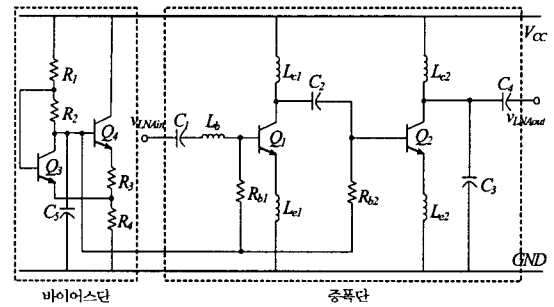 V_CC
R_1
L_c1
L_c2
R_2
C_2
C_4
v_LNAin
C_1
L_b
v_LNAout
Q_4
Q_3
Q_1
Q_2
R_3
R_b1
R_b2
C_3
C_5
R_4
L_e1
L_e2
GND
바이어스단
증폭단